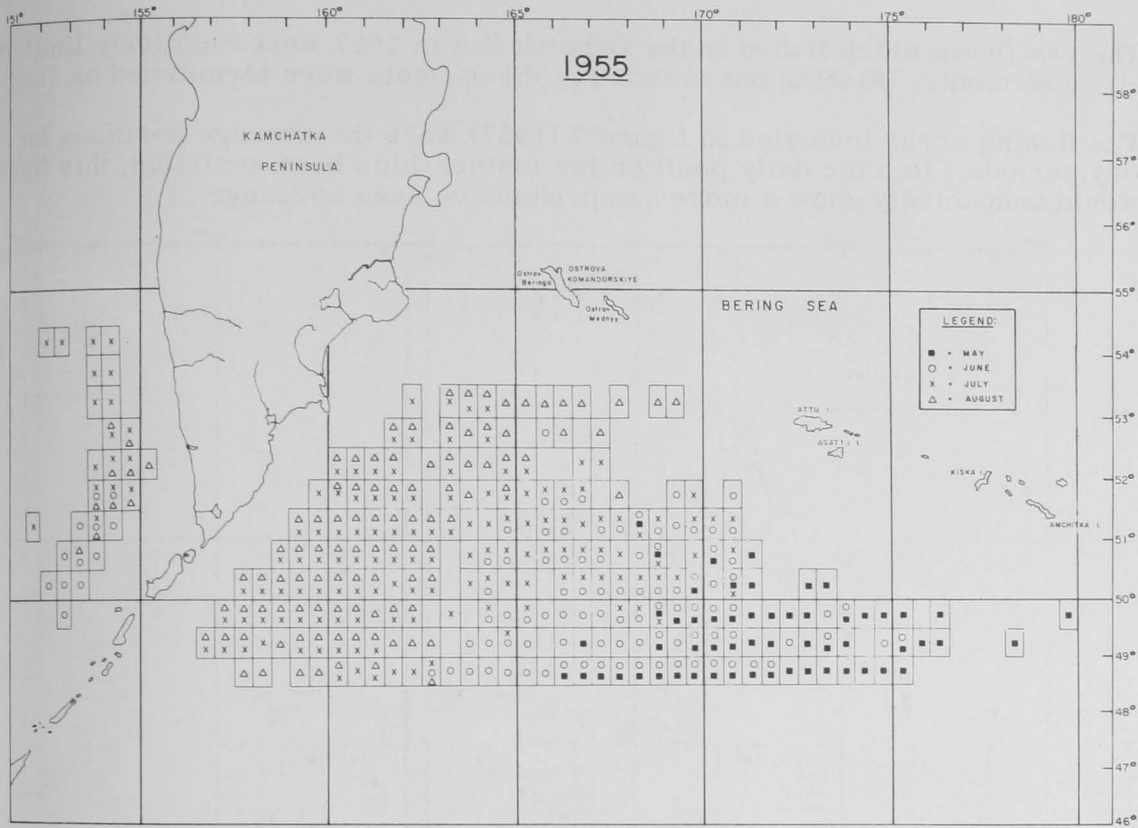 151° 155° 160° 165° 170° 175° 180°
1955
58°
KAMCHATKA
PENINSULA
57°
56°
Ostrov
Beringa
OSTROVA
KOMANDORSKIYE
Ostrov
Mednyy
55°
BERING SEA
LEGEND:
■ = MAY
○ = JUNE
x = JULY
△ = AUGUST
54°
53°
ATTU I.
AGATTU I.
52°
KISKA I.
AMCHITKA I.
51°
50°
49°
48°
47°
46°